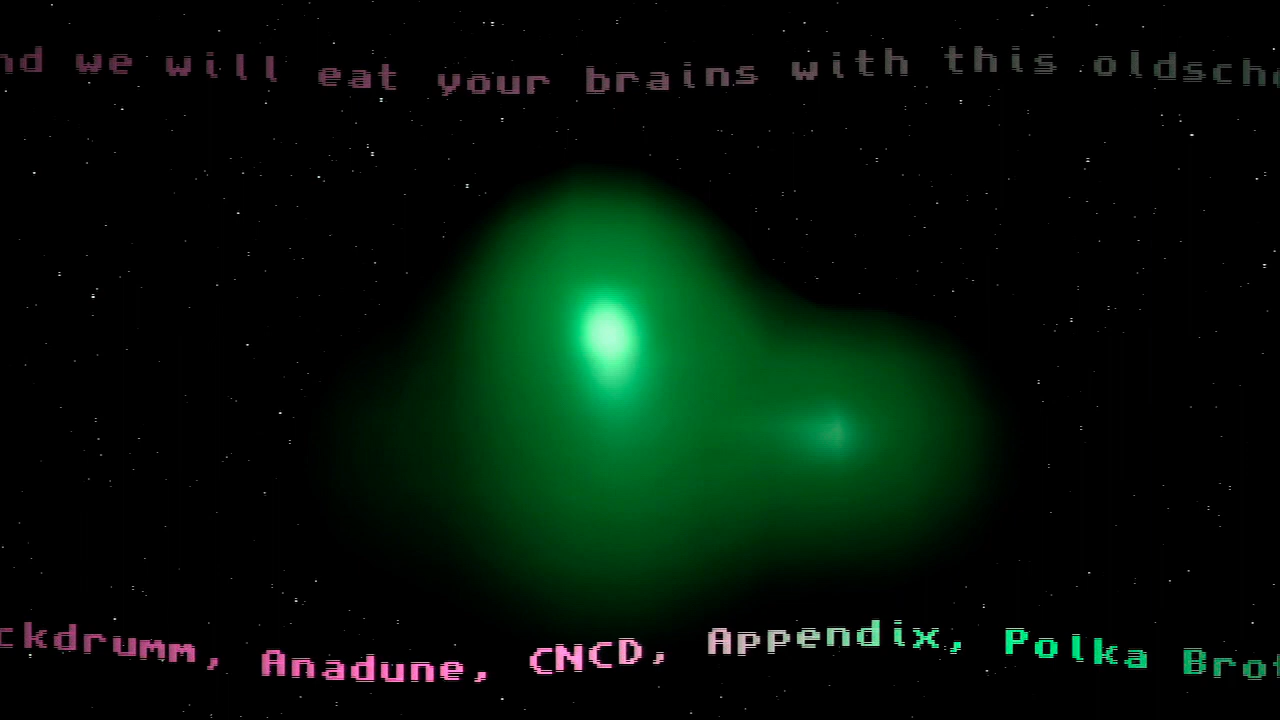 nd we will eat your brains with this oldsch
ckdrumm, Anadune, CNCD, Appendix, Polka Bro